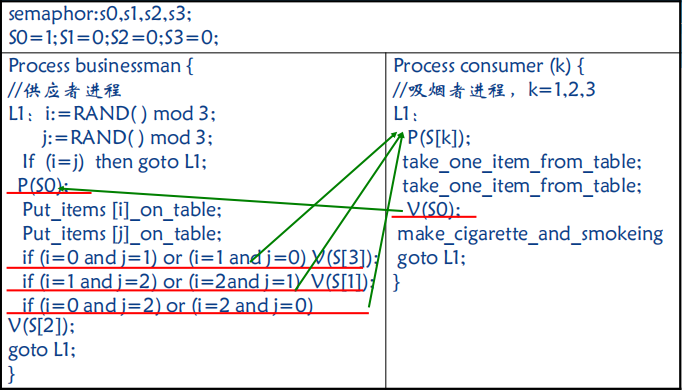 semaphor:s0,s1,s2,s3;
S0=1;S1=0;S2=0;S3=0;
Process businessman {
//供应者进程
L1：i:=RAND( ) mod 3;
j:=RAND( ) mod 3;
If (i=j) then goto L1;
P(S0);
Put_items [i]_on_table;
Put_items [j]_on_table;
if (i=0 and j=1) or (i=1 and j=0) V(S[3]);
if (i=1 and j=2) or (i=2and j=1) V(S[1]);
if (i=0 and j=2) or (i=2 and j=0)
V(S[2]);
goto L1;
}
Process consumer (k) {
//吸烟者进程，k=1,2,3
L1：
P(S[k]);
take_one_item_from_table;
take_one_item_from_table;
V(S0);
make_cigarette_and_smokeing
goto L1;
}